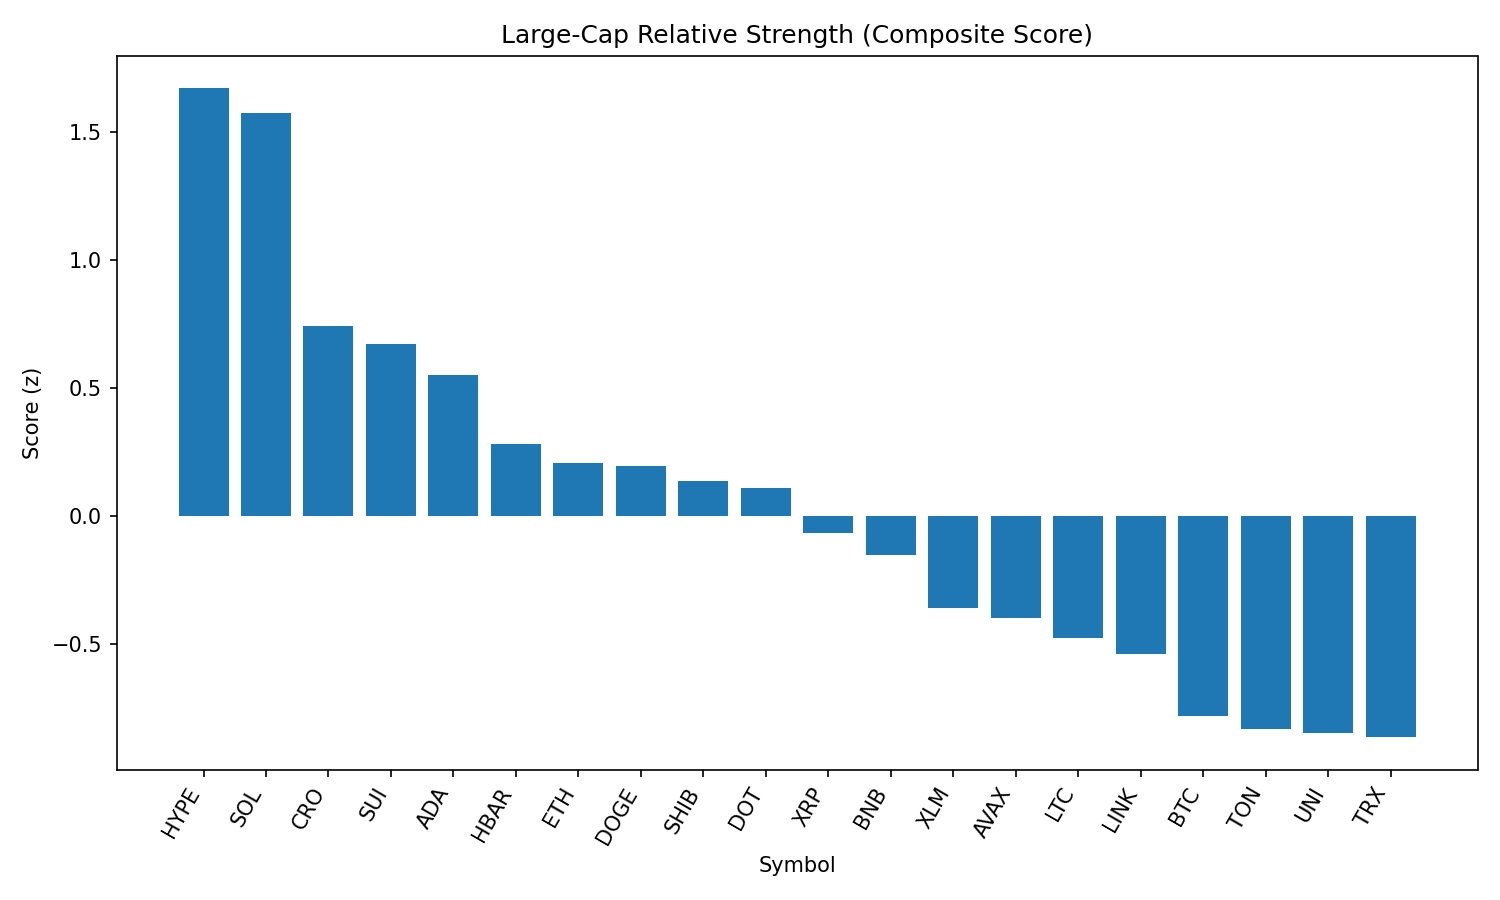 Large-Cap Relative Strength (Composite Score)
Score (z)
1.5
1.0
0.5
0.0
−0.5
HYPE
SOL
CRO
SUI
ADA
HBAR
ETH
DOGE
SHIB
DOT
XRP
BNB
XLM
AVAX
LTC
LINK
BTC
TON
UNI
TRX
Symbol